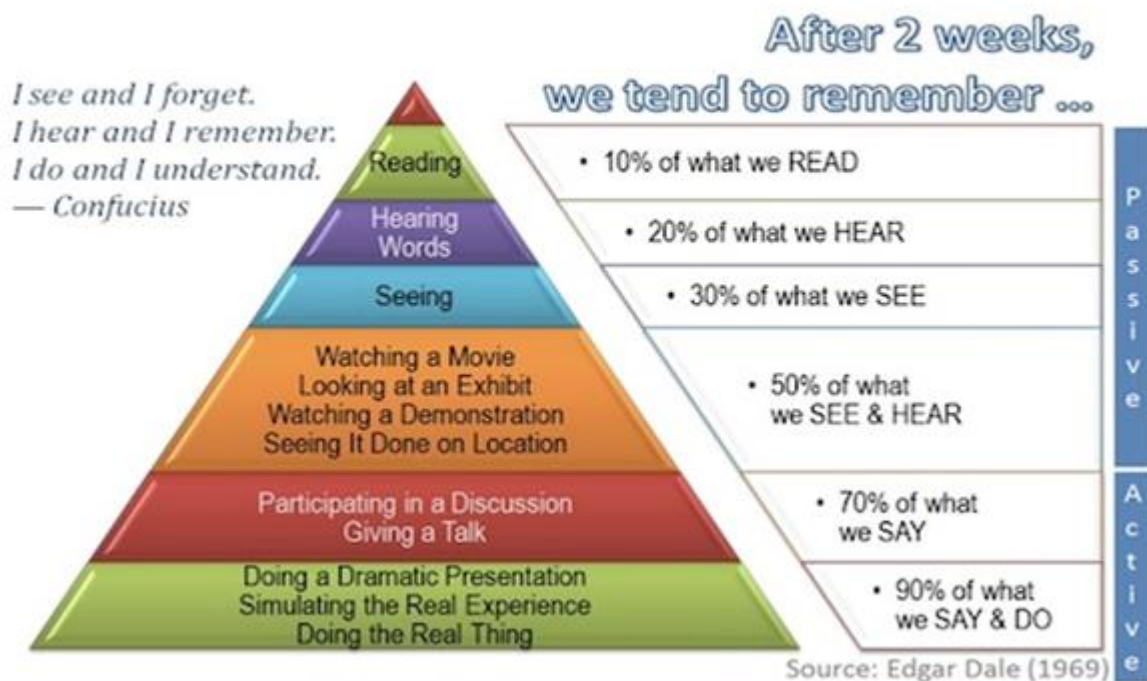 After 2 weeks,
we tend to remember ...
I see and I forget.
I hear and I remember.
I do and I understand.
— Confucius
Reading
• 10% of what we READ
Hearing
Words
• 20% of what we HEAR
Seeing
• 30% of what we SEE
Watching a Movie
Looking at an Exhibit
Watching a Demonstration
Seeing It Done on Location
• 50% of what
we SEE & HEAR
Participating in a Discussion
Giving a Talk
• 70% of what
we SAY
Doing a Dramatic Presentation
Simulating the Real Experience
Doing the Real Thing
• 90% of what
we SAY & DO
Passive
Active
Source: Edgar Dale (1969)